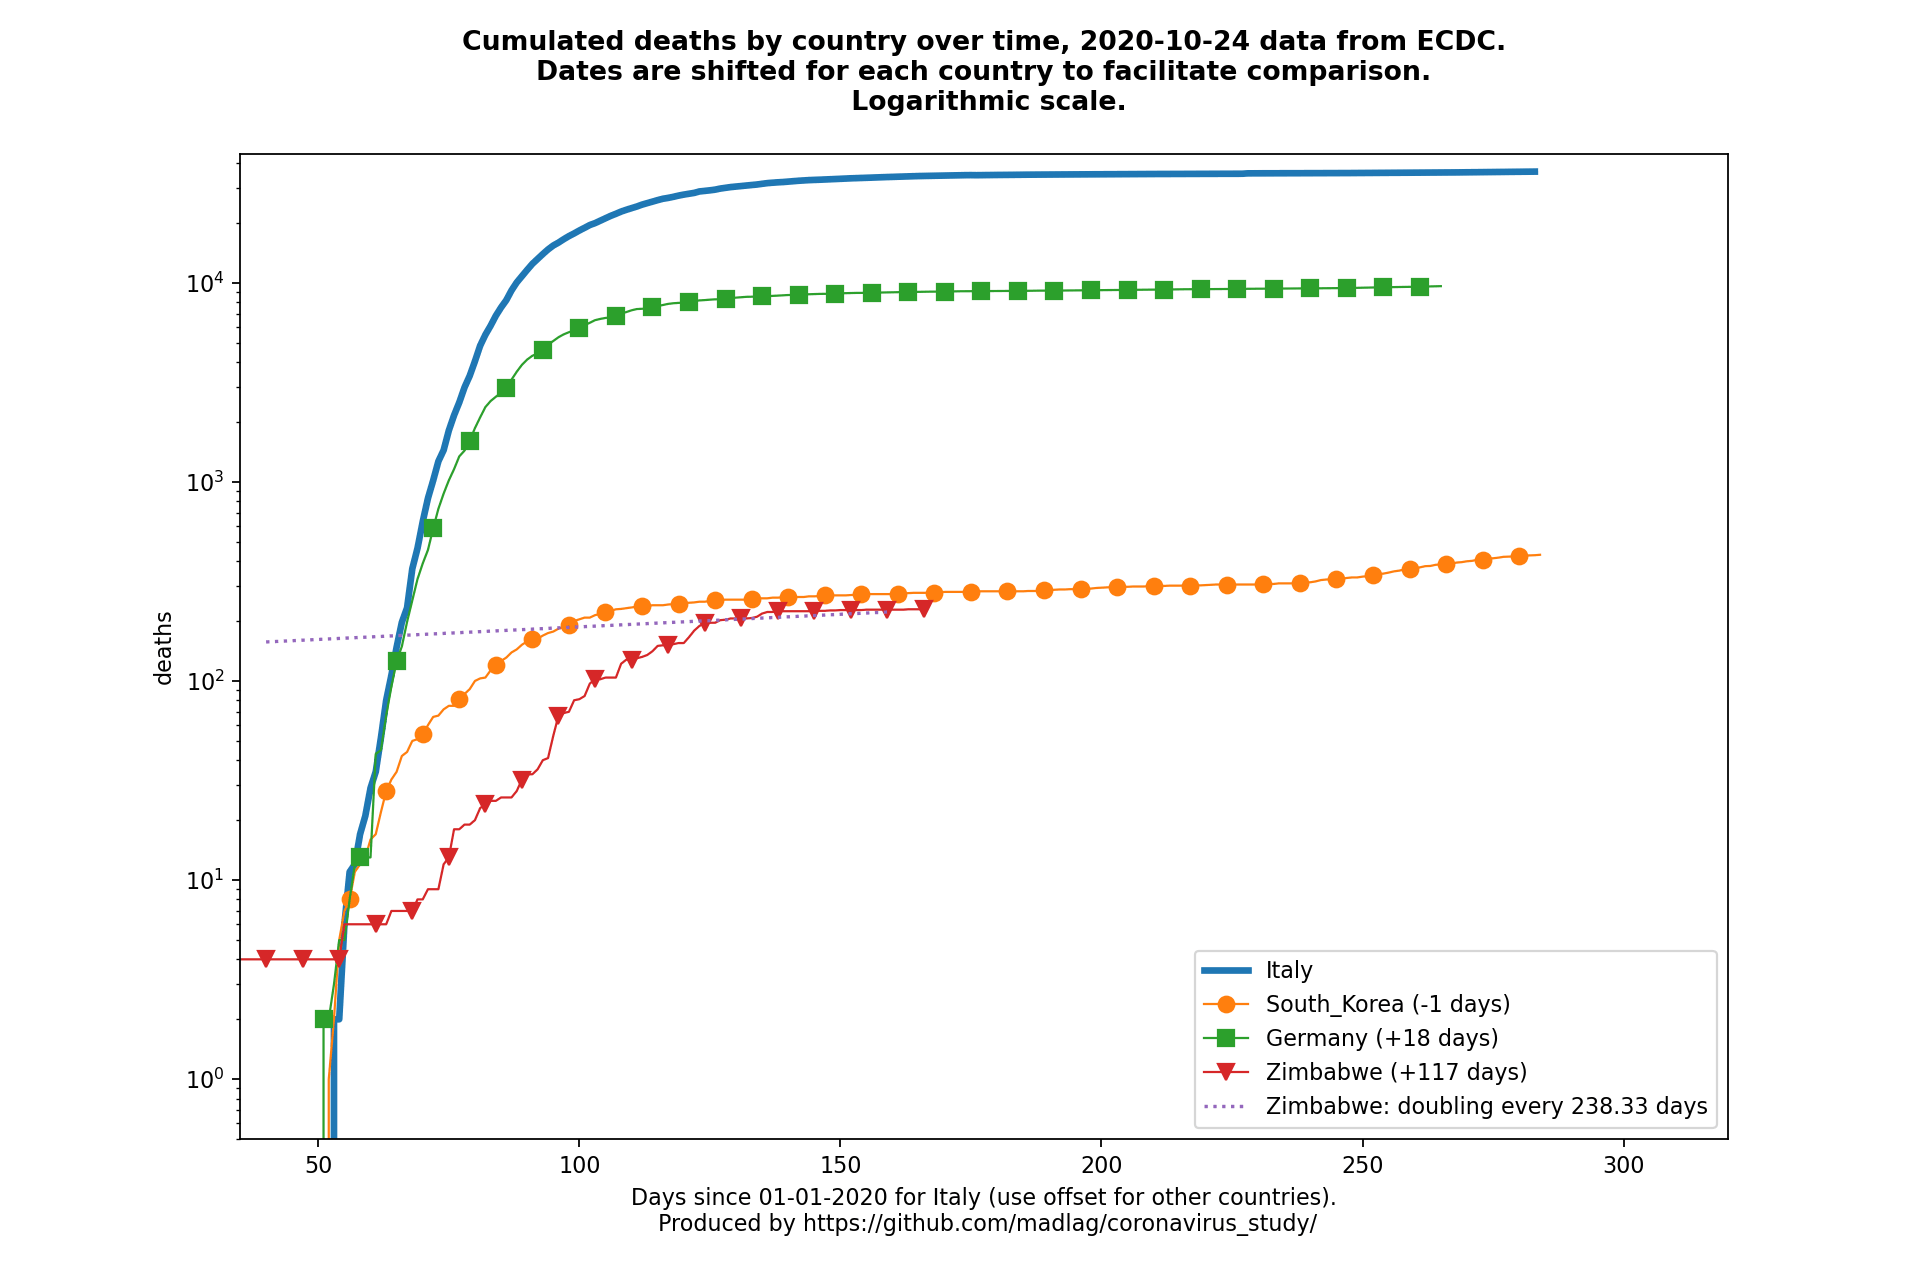 Cumulated deaths by country over time, 2020-10-24 data from ECDC.
Dates are shifted for each country to facilitate comparison.
Logarithmic scale.
deaths
10^4
10^3
10^2
10^1
10^0
Italy
South_Korea (-1 days)
Germany (+18 days)
Zimbabwe (+117 days)
Zimbabwe: doubling every 238.33 days
50 100 150 200 250 300
Days since 01-01-2020 for Italy (use offset for other countries).
Produced by https://github.com/madlag/coronavirus_study/